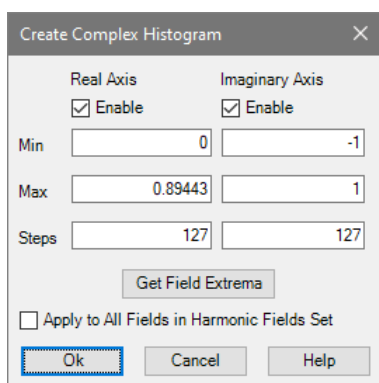 Create Complex Histogram
Real Axis Imaginary Axis
Enable Enable
Min 0 -1
Max 0.89443 1
Steps 127 127
Get Field Extrema
Apply to All Fields in Harmonic Fields Set
Ok Cancel Help